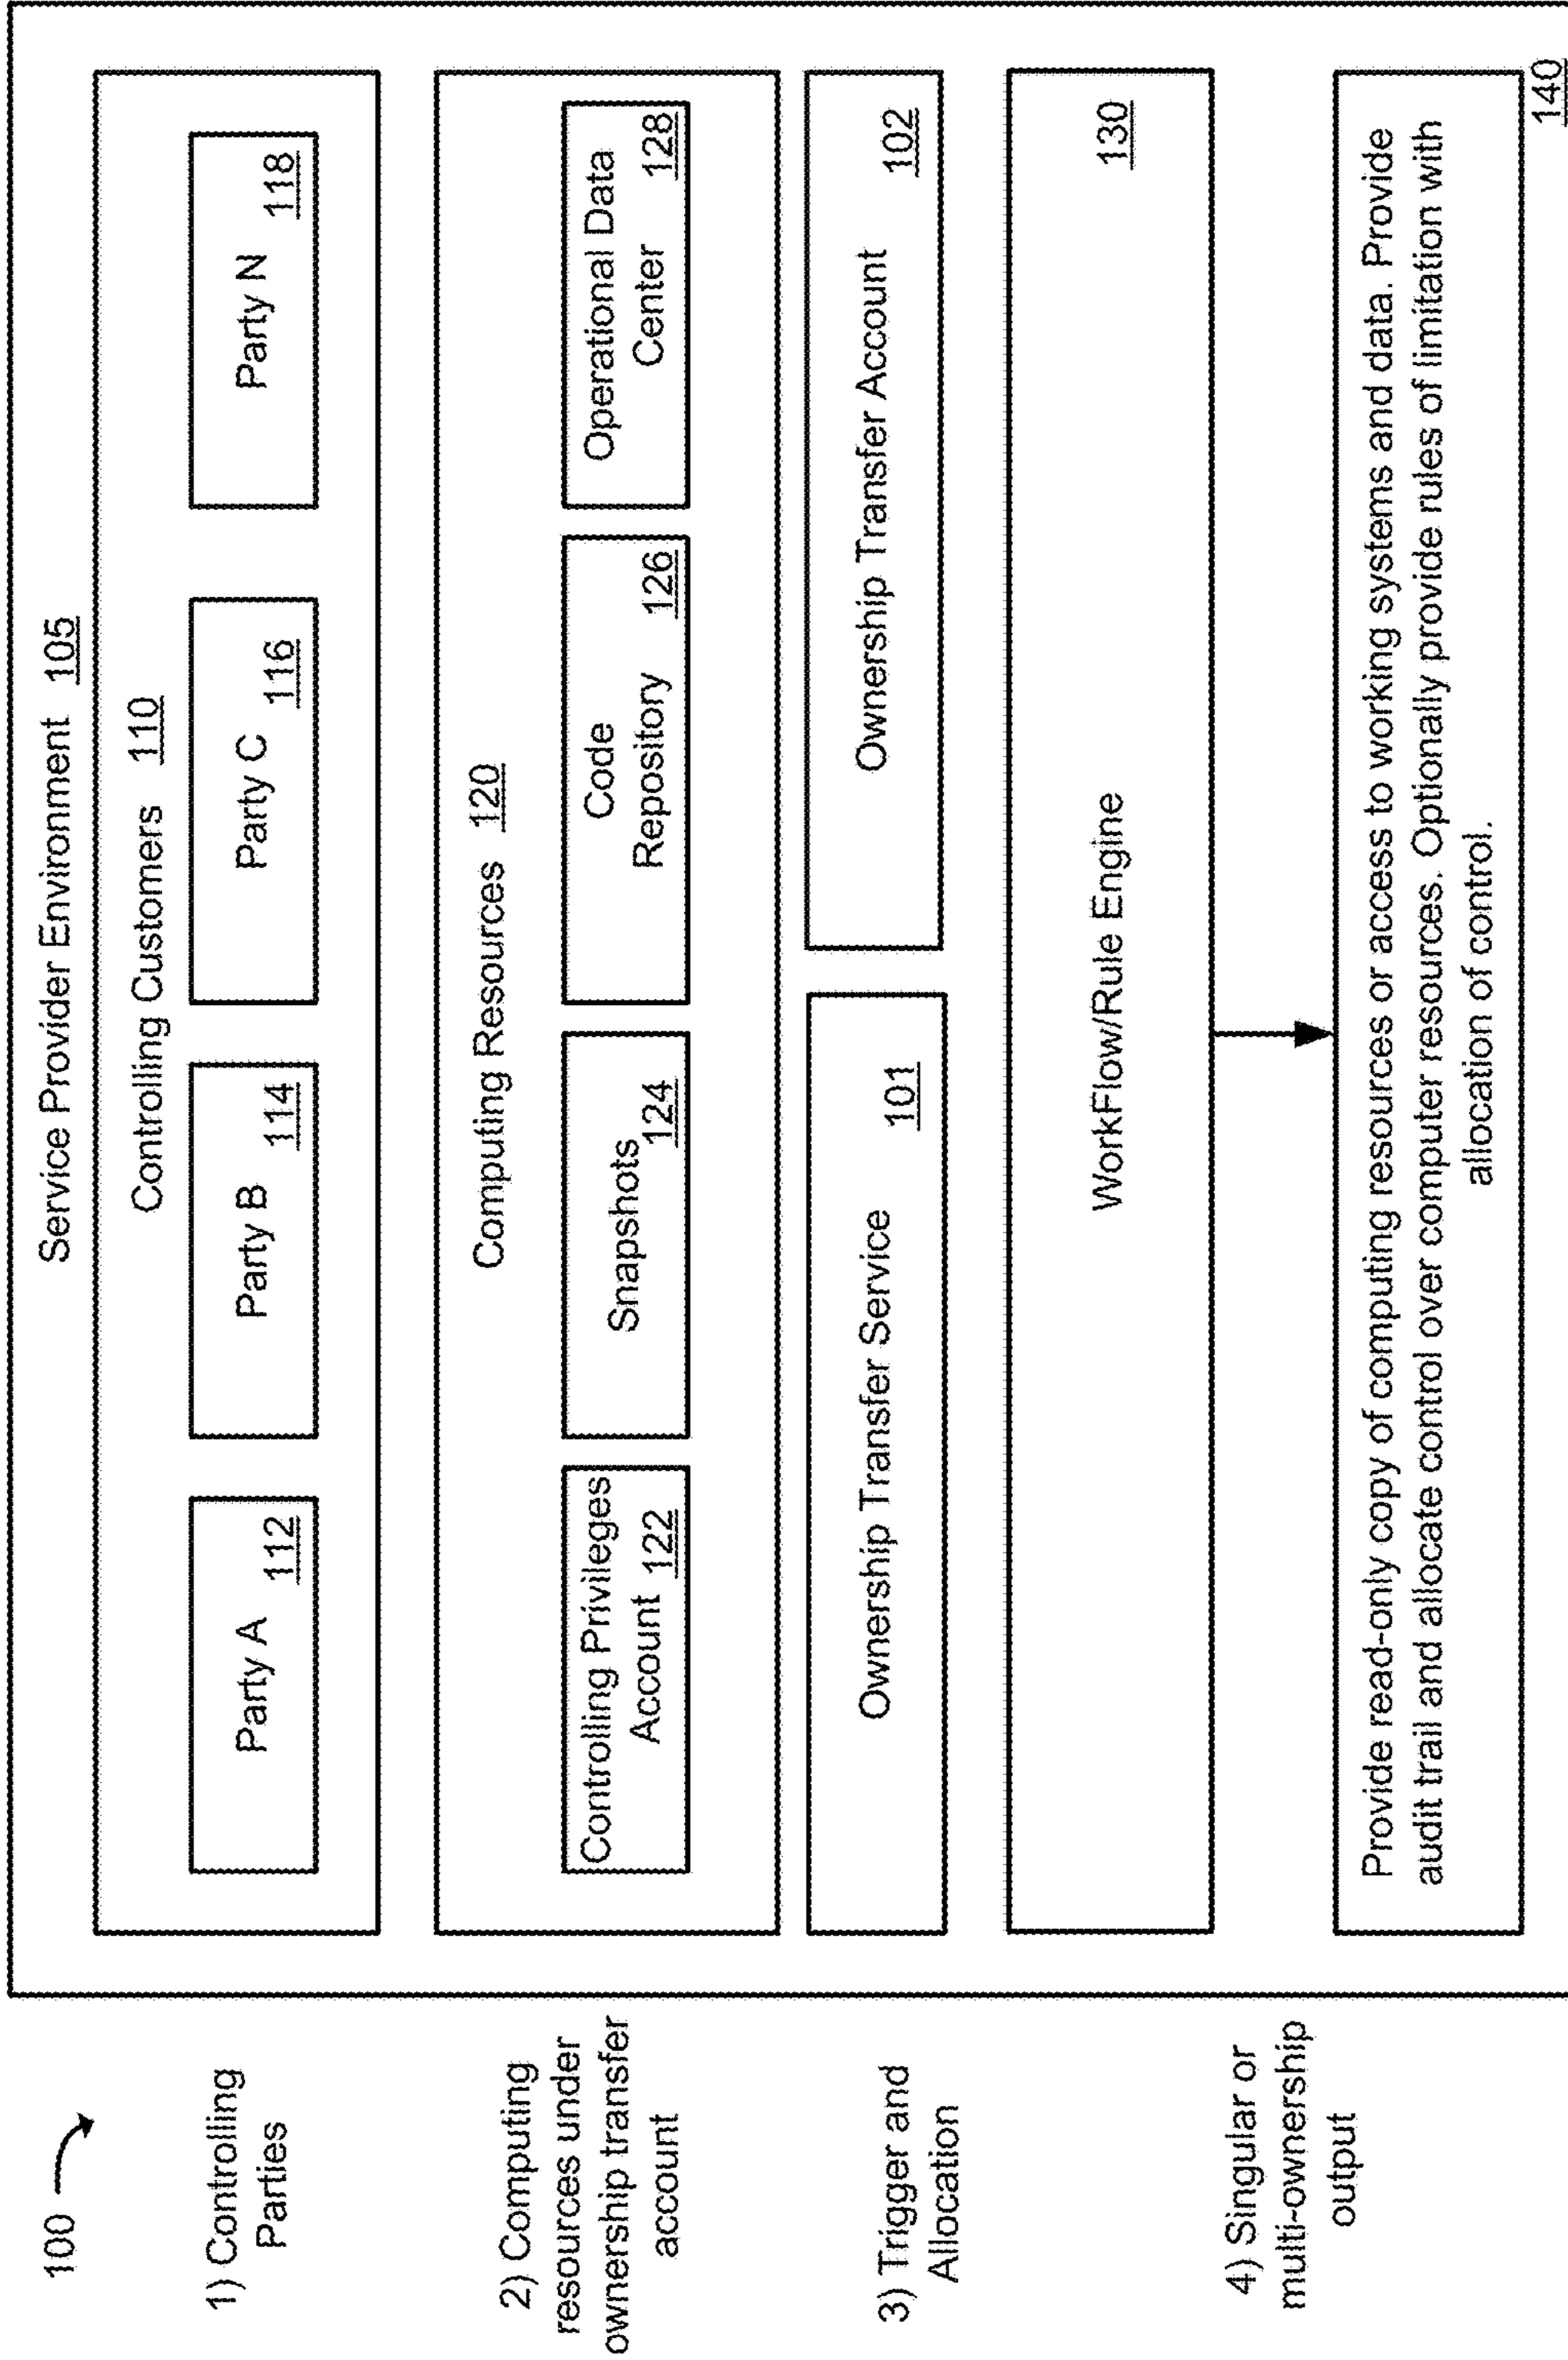 100
Service Provider Environment 105
1) Controlling
Parties
Controlling Customers 110
Party A
112
Party B
114
Party C
116
Party N
118
2) Computing
resources under
ownership transfer
account
Computing Resources 120
Controlling Privileges
Account 122
Snapshots
124
Code
Repository 126
Operational Data
Center 128
3) Trigger and
Allocation
Ownership Transfer Service 101
Ownership Transfer Account 102
WorkFlow/Rule Engine 130
4) Singular or
multi-ownership
output
Provide read-only copy of computing resources or access to working systems and data. Provide
audit trail and allocate control over computer resources. Optionally provide rules of limitation with
allocation of control.
140